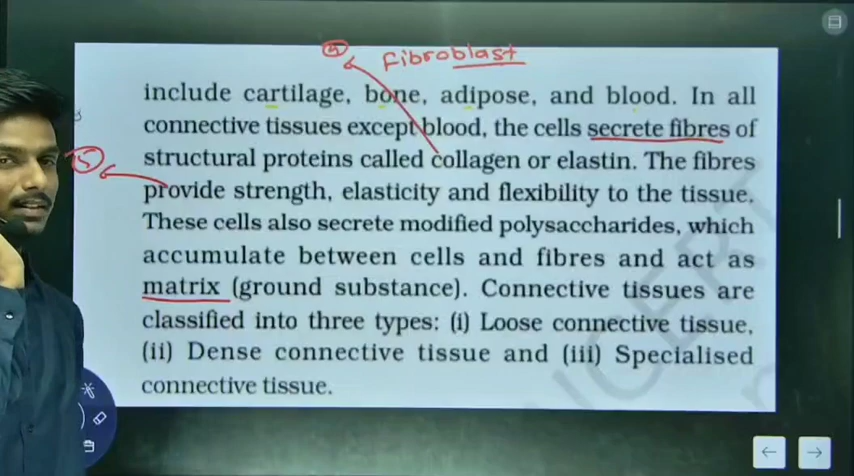 ④ Fibroblast
include cartilage, bone, adipose, and blood. In all
connective tissues except blood, the cells secrete fibres of
structural proteins called collagen or elastin. The fibres
⑤
provide strength, elasticity and flexibility to the tissue.
These cells also secrete modified polysaccharides, which
accumulate between cells and fibres and act as
matrix (ground substance). Connective tissues are
classified into three types: (i) Loose connective tissue,
(ii) Dense connective tissue and (iii) Specialised
connective tissue.
NCERT